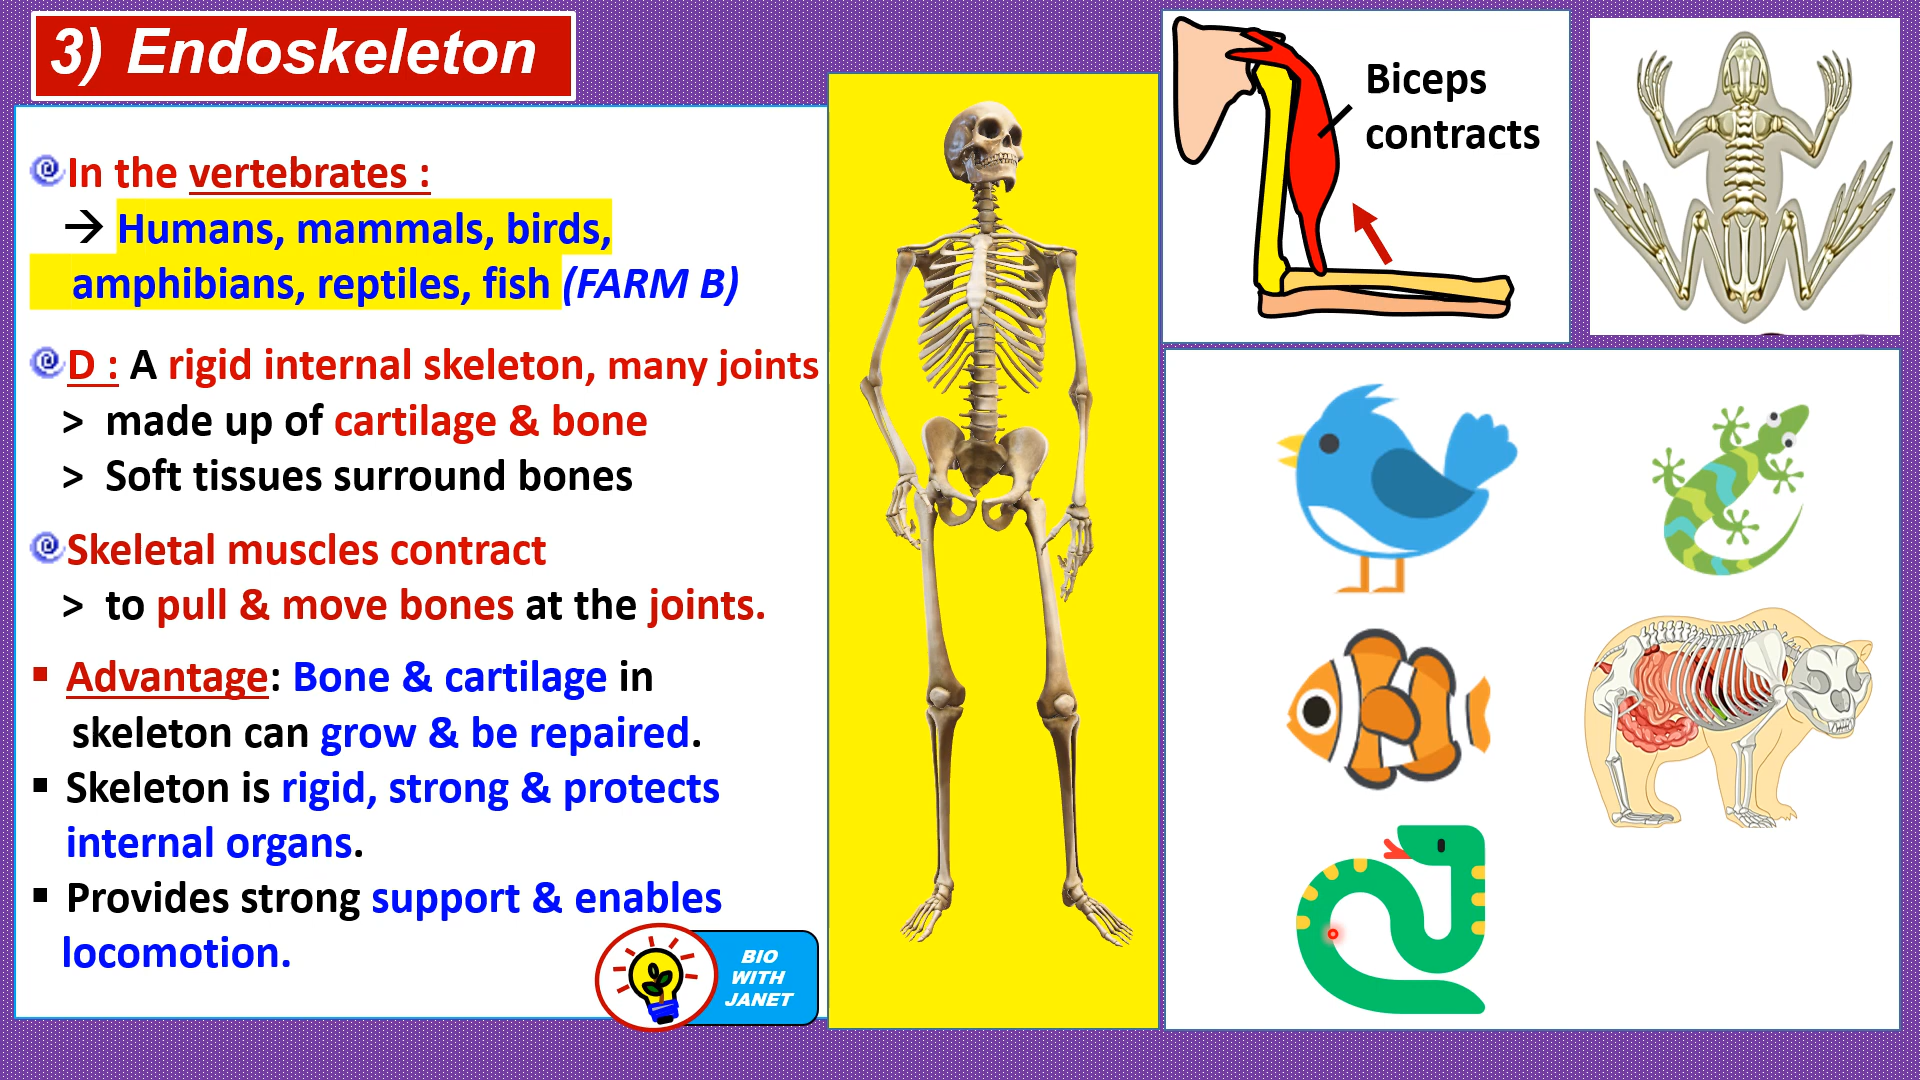 3) Endoskeleton
In the vertebrates :
→ Humans, mammals, birds,
amphibians, reptiles, fish (FARM B)
D : A rigid internal skeleton, many joints
> made up of cartilage & bone
> Soft tissues surround bones
Skeletal muscles contract
> to pull & move bones at the joints.
▪ Advantage: Bone & cartilage in
skeleton can grow & be repaired.
▪ Skeleton is rigid, strong & protects
internal organs.
▪ Provides strong support & enables
locomotion.
BIO
WITH
JANET
Biceps
contracts